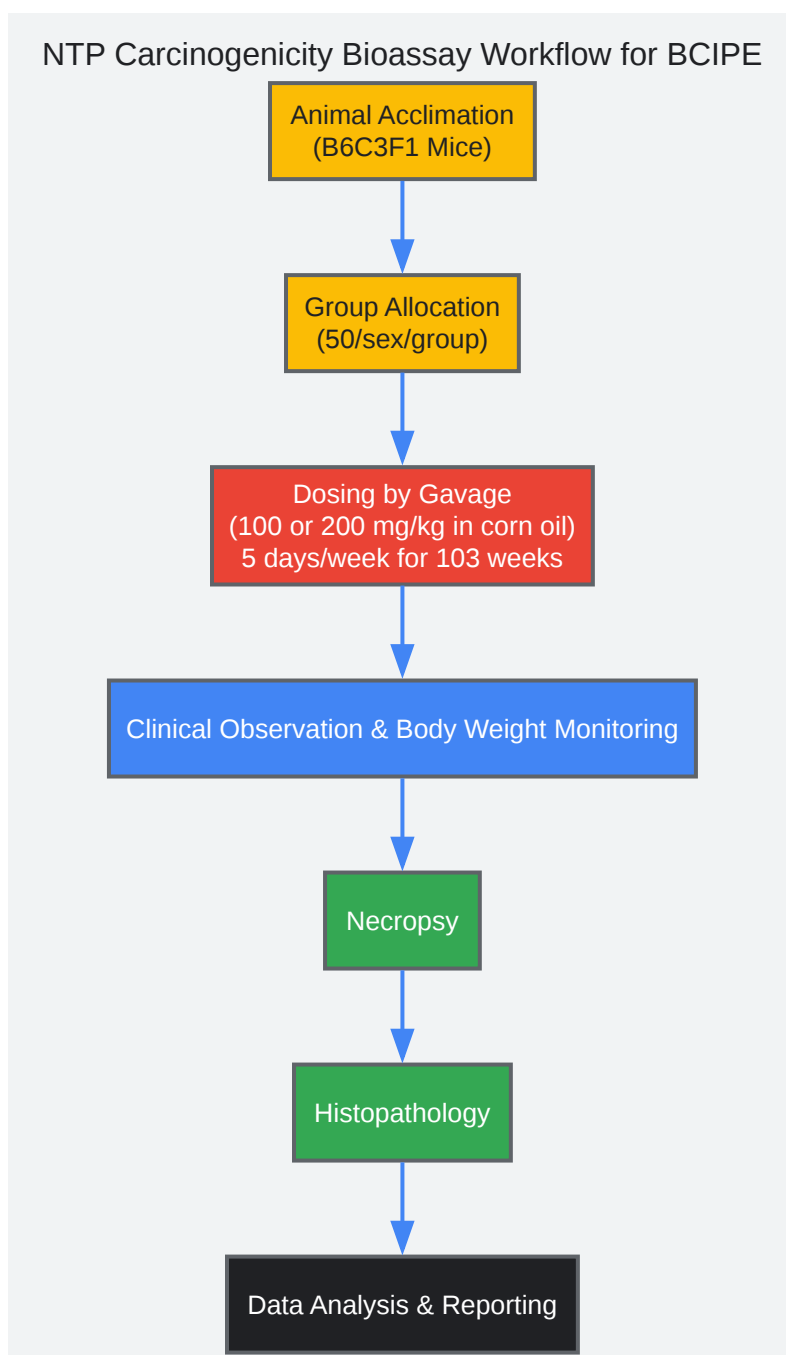 NTP Carcinogenicity Bioassay Workflow for BCIPE
Animal Acclimation
(B6C3F1 Mice)
Group Allocation
(50/sex/group)
Dosing by Gavage
(100 or 200 mg/kg in corn oil)
5 days/week for 103 weeks
Clinical Observation & Body Weight Monitoring
Necropsy
Histopathology
Data Analysis & Reporting